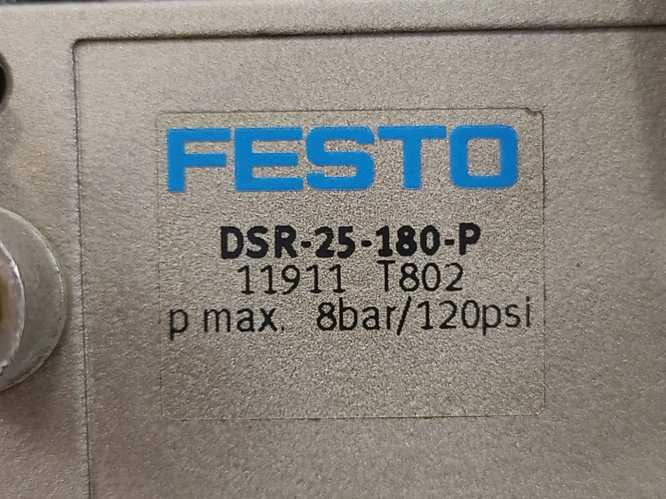 FESTO
DSR-25-180-P
11911 T802
p max. 8bar/120psi